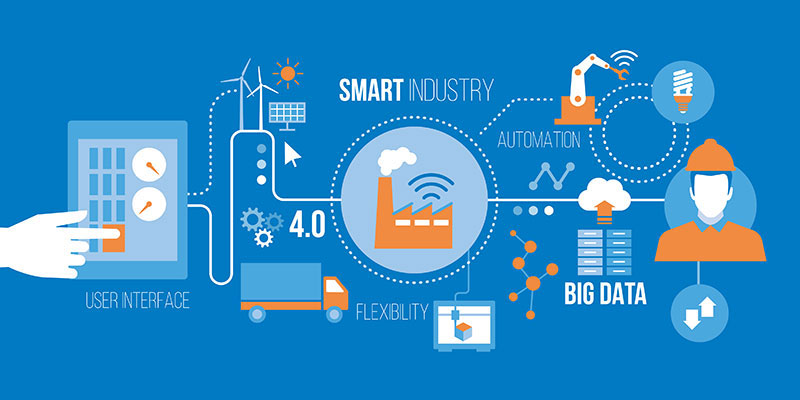 SMART INDUSTRY
AUTOMATION
4.0
USER INTERFACE
FLEXIBILITY
BIG DATA